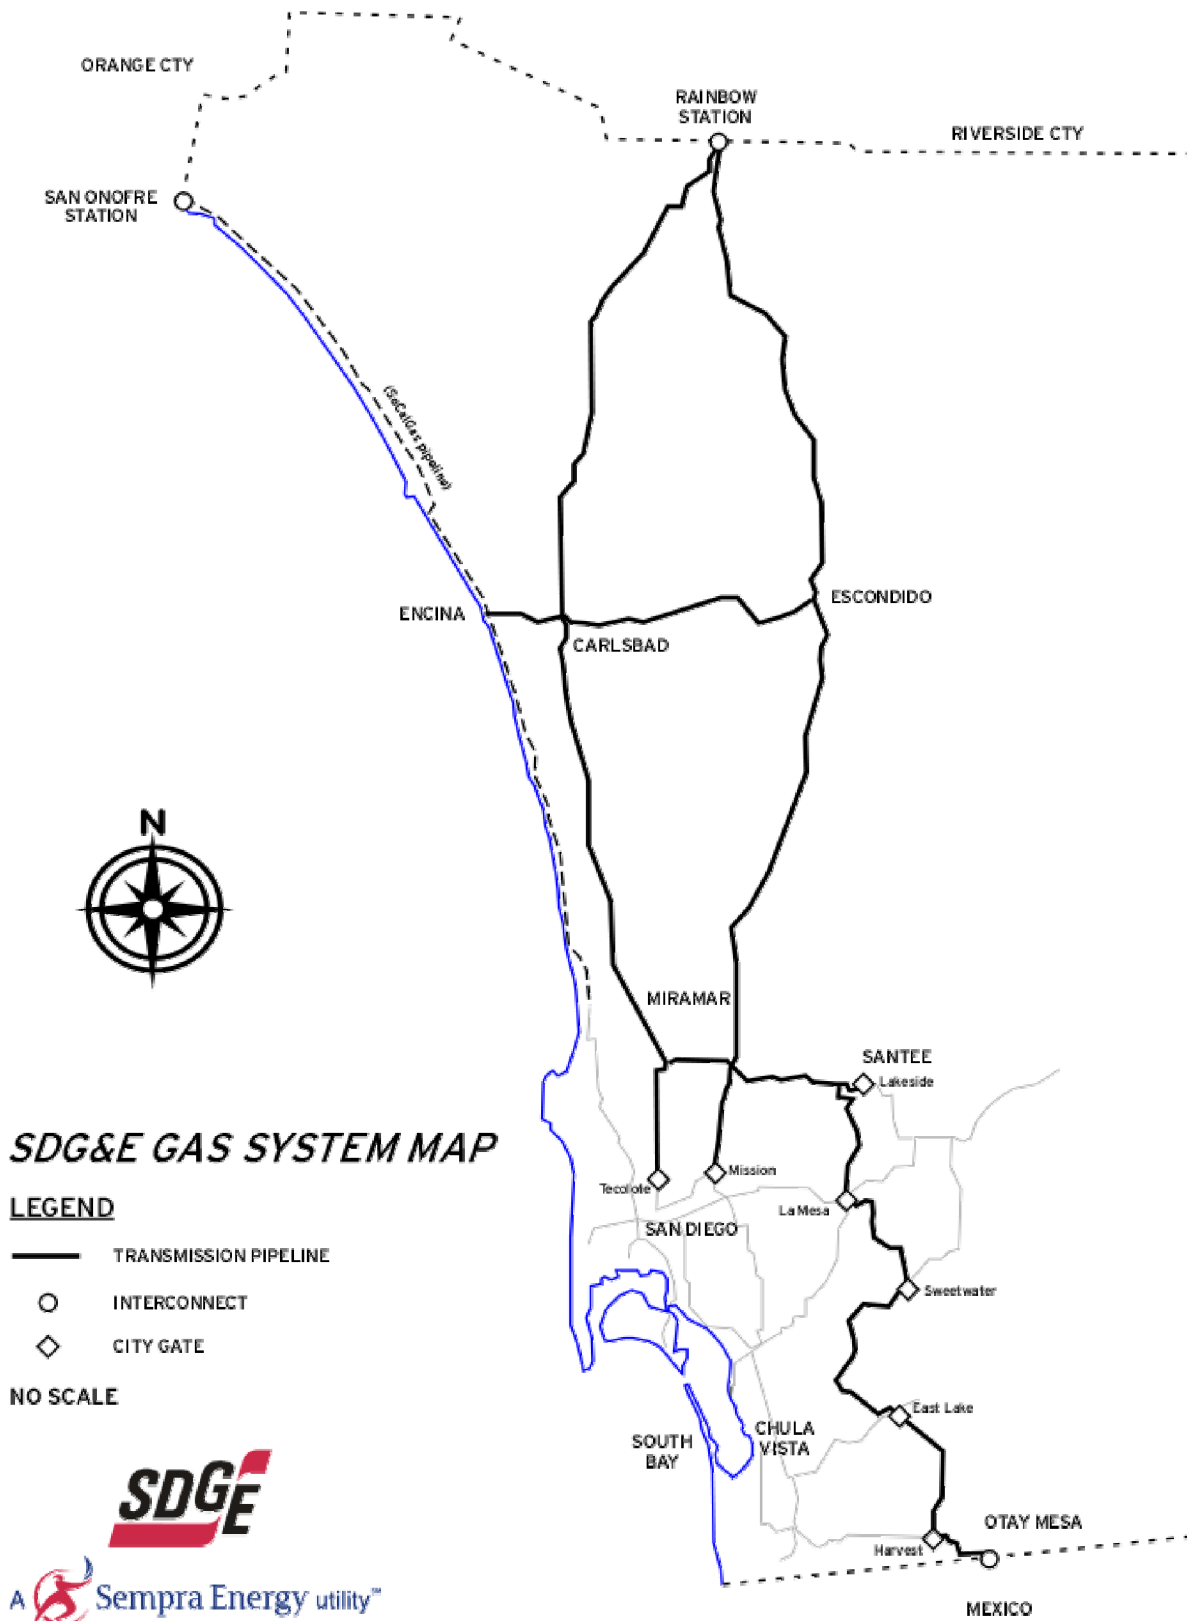 ORANGE CTY
RAINBOW
STATION
RIVERSIDE CTY
SAN ONOFRE
STATION
(SoCalGas pipeline)
ENCINA
ESCONDIDO
CARLSBAD
N
MIRAMAR
SANTEE
Lakeside
SDG&E GAS SYSTEM MAP
LEGEND
TRANSMISSION PIPELINE
INTERCONNECT
CITY GATE
NO SCALE
Tecolote
Mission
La Mesa
SAN DIEGO
Sweetwater
East Lake
SOUTH
BAY
CHULA
VISTA
OTAY MESA
Harvest
MEXICO
SDGE
A Sempra Energy utility℠